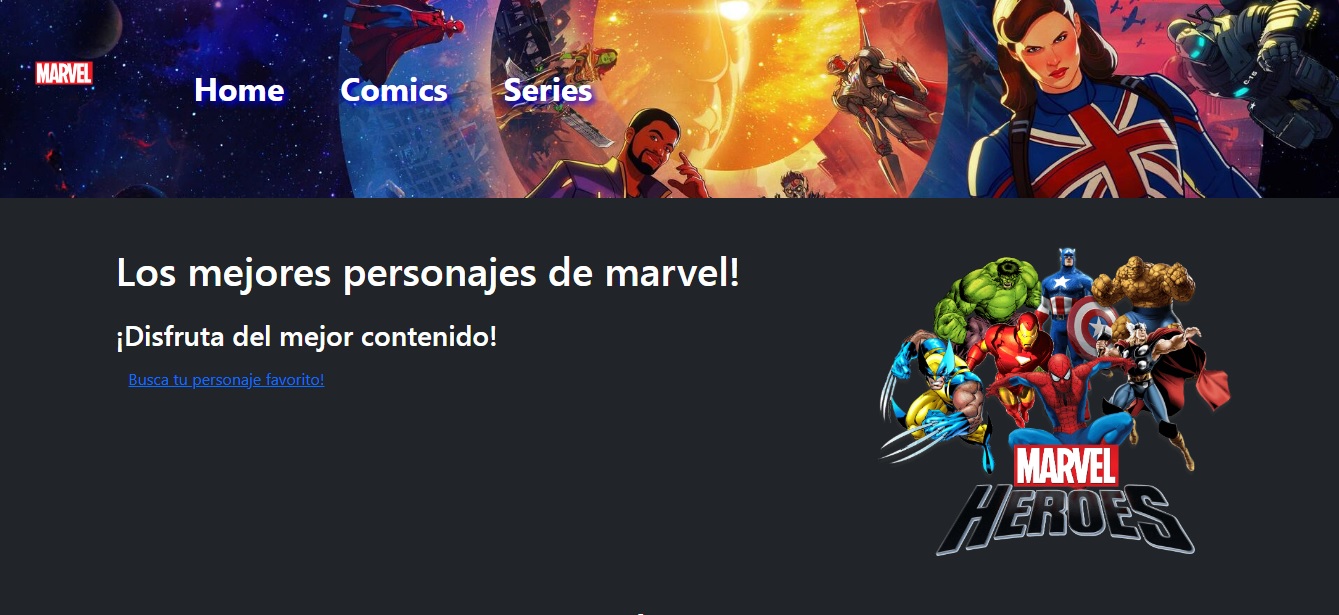 MARVEL
Home Comics Series
Los mejores personajes de marvel!
¡Disfruta del mejor contenido!
Busca tu personaje favorito!
MARVEL
HEROES